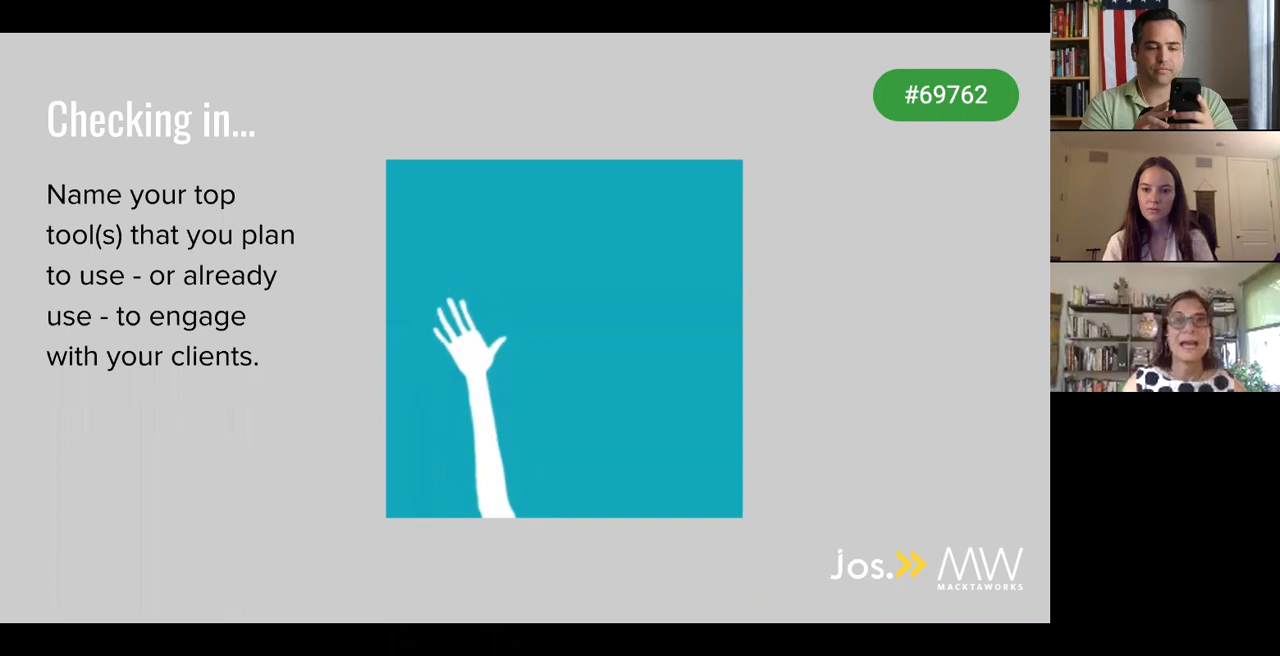 Checking in...
#69762
Name your top
tool(s) that you plan
to use - or already
use - to engage
with your clients.
Jos. MW
MACKTAWORKS